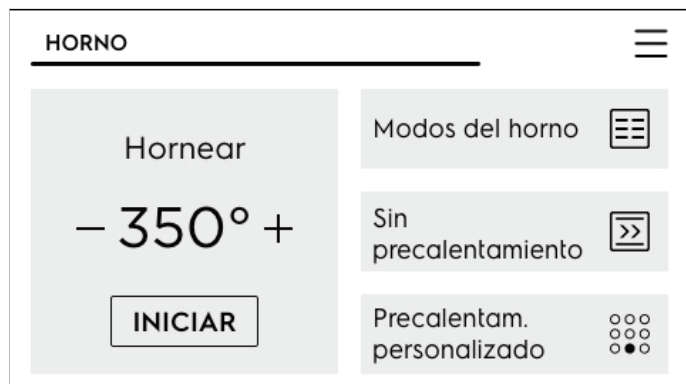 HORNO
Hornear
− 350° +
INICIAR
Modos del horno
Sin
precalentamiento
Precalentam.
personalizado